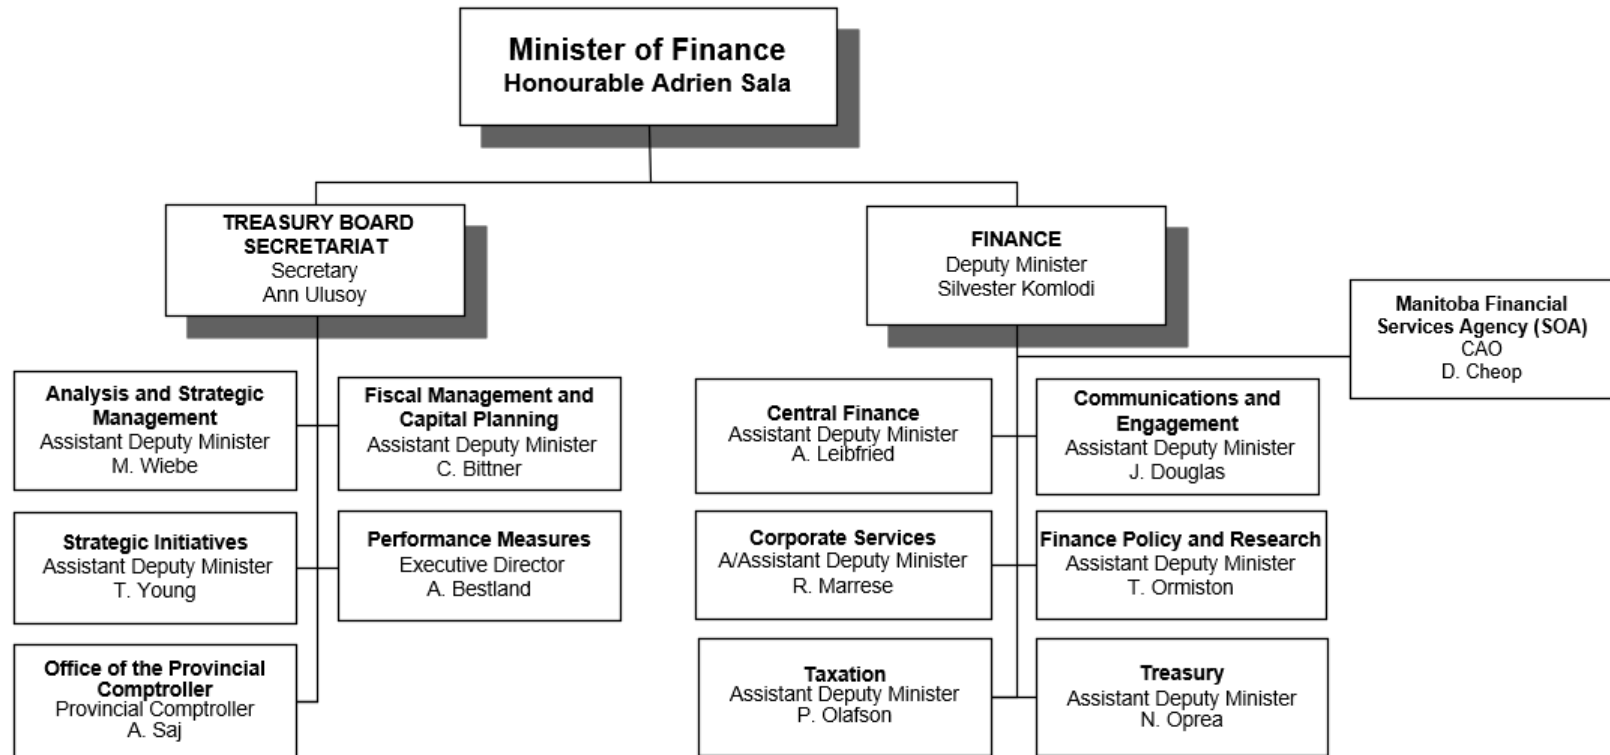 Minister of Finance
Honourable Adrien Sala
TREASURY BOARD
SECRETARIAT
Secretary
Ann Ulusoy
FINANCE
Deputy Minister
Silvester Komlodi
Manitoba Financial
Services Agency (SOA)
CAO
D. Cheop
Analysis and Strategic
Management
Assistant Deputy Minister
M. Wiebe
Fiscal Management and
Capital Planning
Assistant Deputy Minister
C. Bittner
Central Finance
Assistant Deputy Minister
A. Leibfried
Communications and
Engagement
Assistant Deputy Minister
J. Douglas
Strategic Initiatives
Assistant Deputy Minister
T. Young
Performance Measures
Executive Director
A. Bestland
Corporate Services
A/Assistant Deputy Minister
R. Marrese
Finance Policy and Research
Assistant Deputy Minister
T. Ormiston
Office of the Provincial
Comptroller
Provincial Comptroller
A. Saj
Taxation
Assistant Deputy Minister
P. Olafson
Treasury
Assistant Deputy Minister
N. Oprea